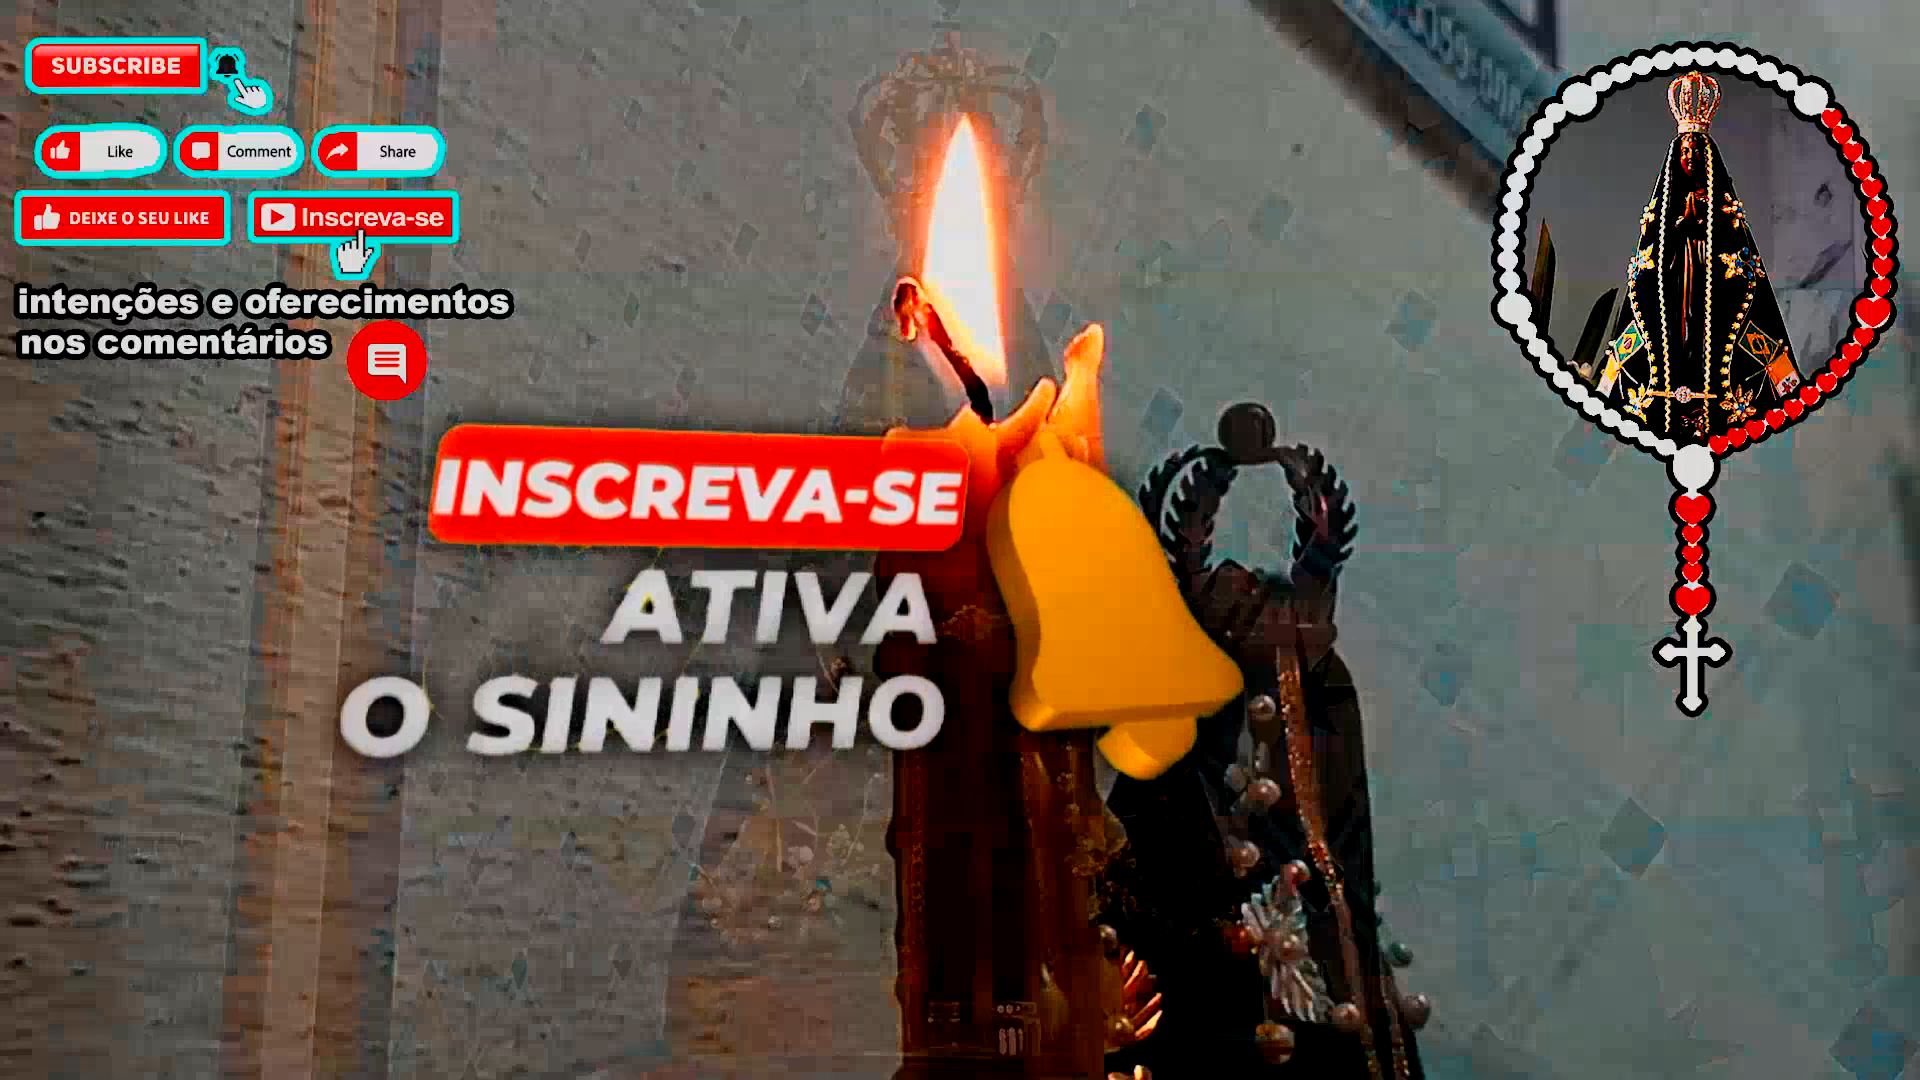 SUBSCRIBE
Like
Comment
Share
DEIXE O SEU LIKE
Inscreva-se
intenções e oferecimentos
nos comentários
INSCREVA-SE
ATIVA
O SININHO